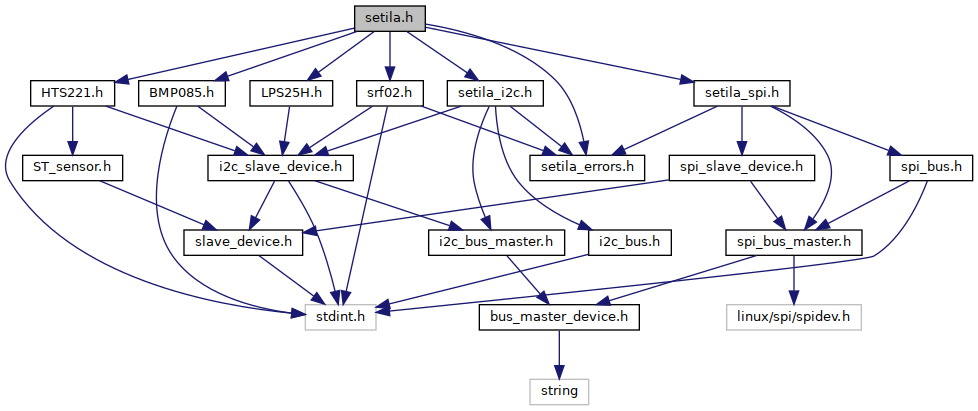 setila.h
HTS221.h
BMP085.h
LPS25H.h
srf02.h
setila_i2c.h
setila_spi.h
ST_sensor.h
i2c_slave_device.h
setila_errors.h
spi_slave_device.h
spi_bus.h
slave_device.h
i2c_bus_master.h
i2c_bus.h
spi_bus_master.h
stdint.h
bus_master_device.h
linux/spi/spidev.h
string